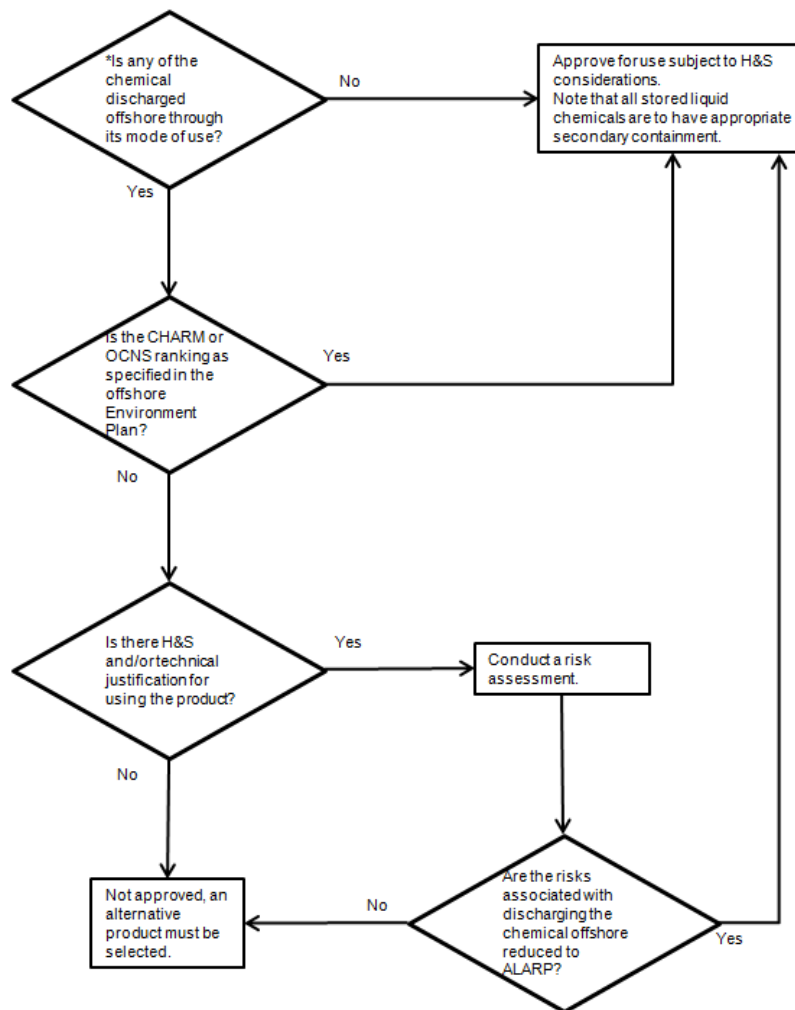 *Is any of the
chemical
discharged
offshore through
its mode of use?
No
Approve for use subject to H&S
considerations.
Note that all stored liquid
chemicals are to have appropriate
secondary containment.
Yes
Is the CHARM or
OCNS ranking as
specified in the
offshore
Environment
Plan?
Yes
No
Is there H&S
and/or technical
justification for
using the product?
Yes
Conduct a risk
assessment.
No
Not approved, an
alternative
product must be
selected.
No
Are the risks
associated with
discharging the
chemical offshore
reduced to
ALARP?
Yes